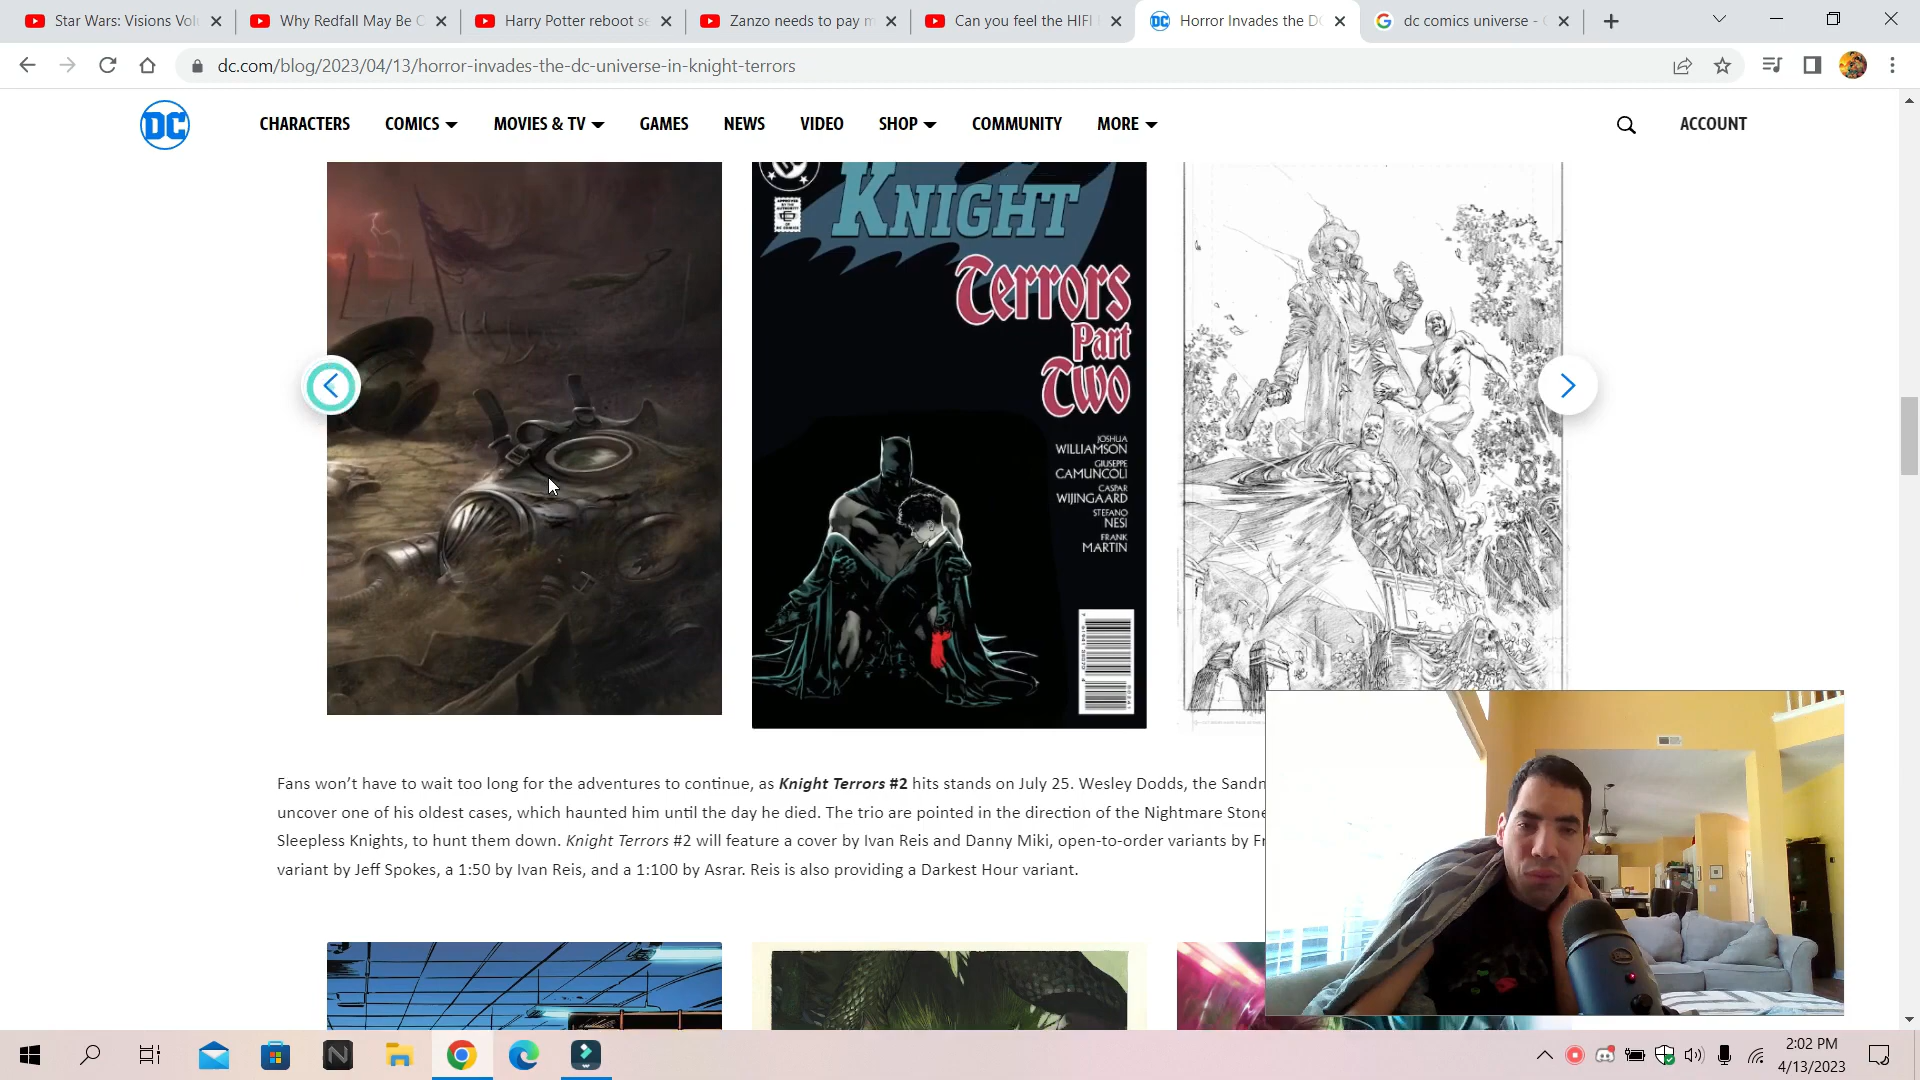 Star Wars: Visions Vol
Why Redfall May Be C
Harry Potter reboot se
Zanzo needs to pay m
Can you feel the HIFI
Horror Invades the DC
dc comics universe -
dc.com/blog/2023/04/13/horror-invades-the-dc-universe-in-knight-terrors
DC
CHARACTERS
COMICS
MOVIES & TV
GAMES
NEWS
VIDEO
SHOP
COMMUNITY
MORE
ACCOUNT
KNIGHT
Terrors
Part
Two
JOSHUA
WILLIAMSON
GIUSEPPE
CAMUNCOLI
CASPAR
WIJNGAARD
STEFANO
NESI
FRANK
MARTIN
Fans won't have to wait too long for the adventures to continue, as Knight Terrors #2 hits stands on July 25. Wesley Dodds, the Sandm
uncover one of his oldest cases, which haunted him until the day he died. The trio are pointed in the direction of the Nightmare Stone
Sleepless Knights, to hunt them down. Knight Terrors #2 will feature a cover by Ivan Reis and Danny Miki, open-to-order variants by Fr
variant by Jeff Spokes, a 1:50 by Ivan Reis, and a 1:100 by Asrar. Reis is also providing a Darkest Hour variant.
2:02 PM
4/13/2023